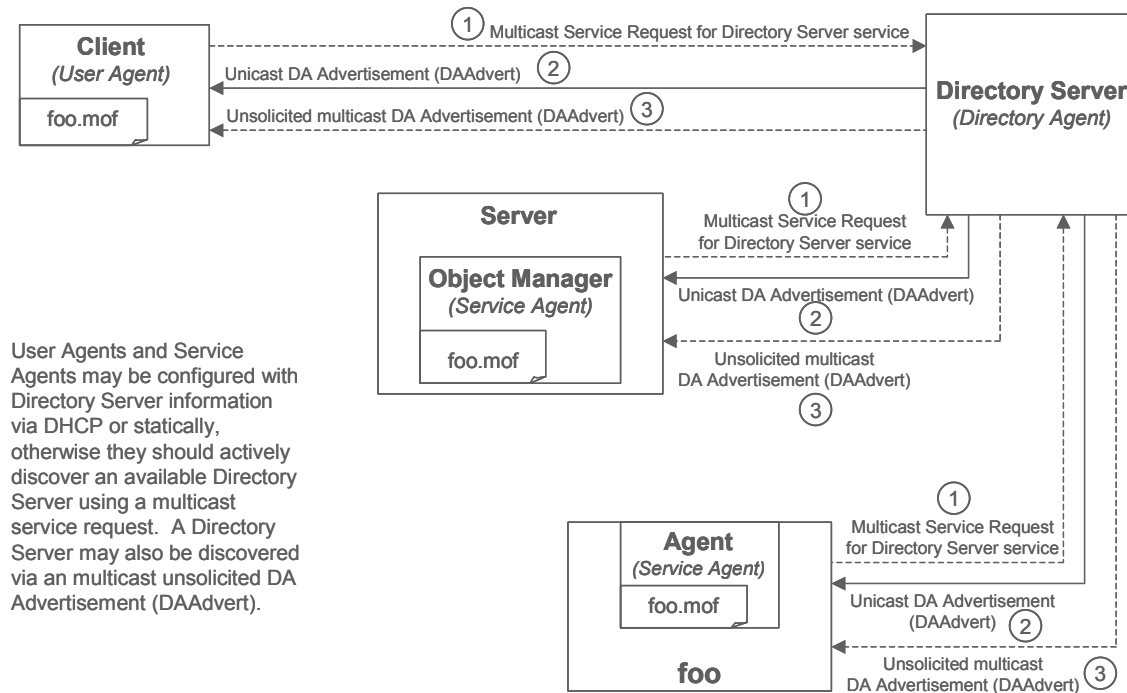 Client
(User Agent)
foo.mof
1
Multicast Service Request for Directory Server service
Unicast DA Advertisement (DAAdvert)
2
Unsolicited multicast DA Advertisement (DAAdvert)
3
Directory Server
(Directory Agent)
Server
Object Manager
(Service Agent)
foo.mof
1
Multicast Service Request
for Directory Server service
Unicast DA Advertisement (DAAdvert)
2
Unsolicited multicast
DA Advertisement (DAAdvert)
3
User Agents and Service
Agents may be configured with
Directory Server information
via DHCP or statically,
otherwise they should actively
discover an available Directory
Server using a multicast
service request. A Directory
Server may also be discovered
via an multicast unsolicited DA
Advertisement (DAAdvert).
Agent
(Service Agent)
foo.mof
foo
1
Multicast Service Request
for Directory Server service
Unicast DA Advertisement
(DAAdvert)
2
Unsolicited multicast
DA Advertisement (DAAdvert)
3